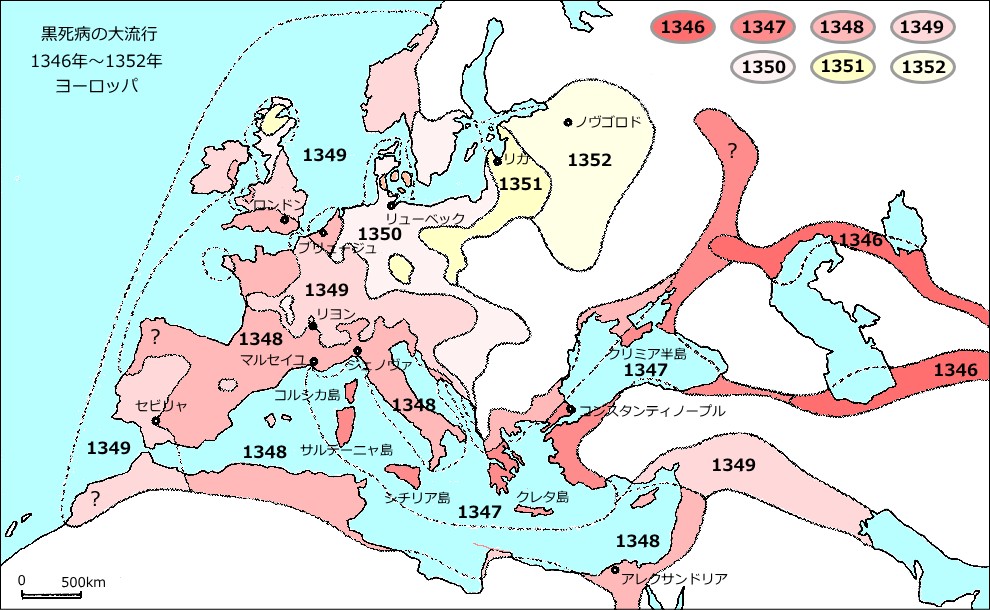 黒死病の大流行
1346年～1352年
ヨーロッパ
1346
1347
1348
1349
1350
1351
1352
ノヴゴロド
1352
リガ
1351
?
1349
ロンドン
リューベック
1350
ブリュージュ
1346
1349
リヨン
?
1348
マルセイユ
ジェノヴァ
クリミア半島
1347
1346
コルシカ島
セビリャ
1348
コンスタンティノープル
1349
1348
サルデーニャ島
1349
?
シチリア島
クレタ島
1347
1348
アレクサンドリア
0 500km